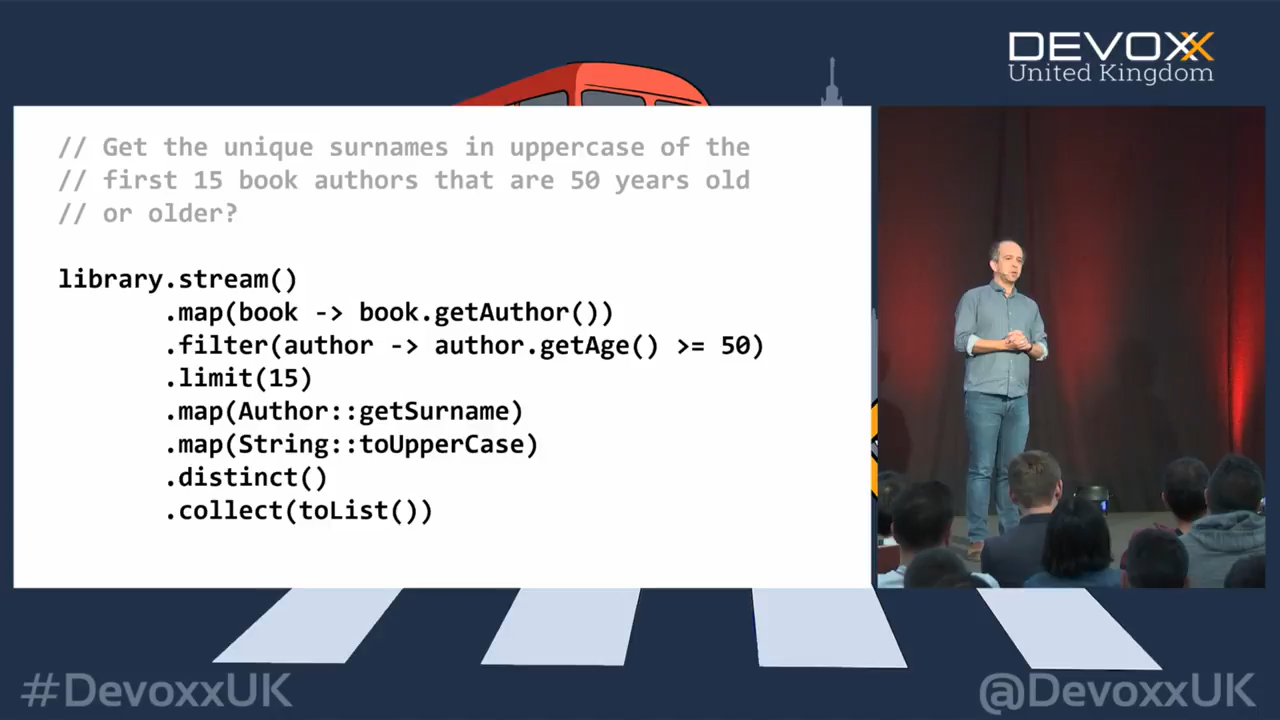 DEVOXX
United Kingdom
// Get the unique surnames in uppercase of the
// first 15 book authors that are 50 years old
// or older?
library.stream()
.map(book -> book.getAuthor())
.filter(author -> author.getAge() >= 50)
.limit(15)
.map(Author::getSurname)
.map(String::toUpperCase)
.distinct()
.collect(toList())
#DevoxxUK
@DevoxxUK